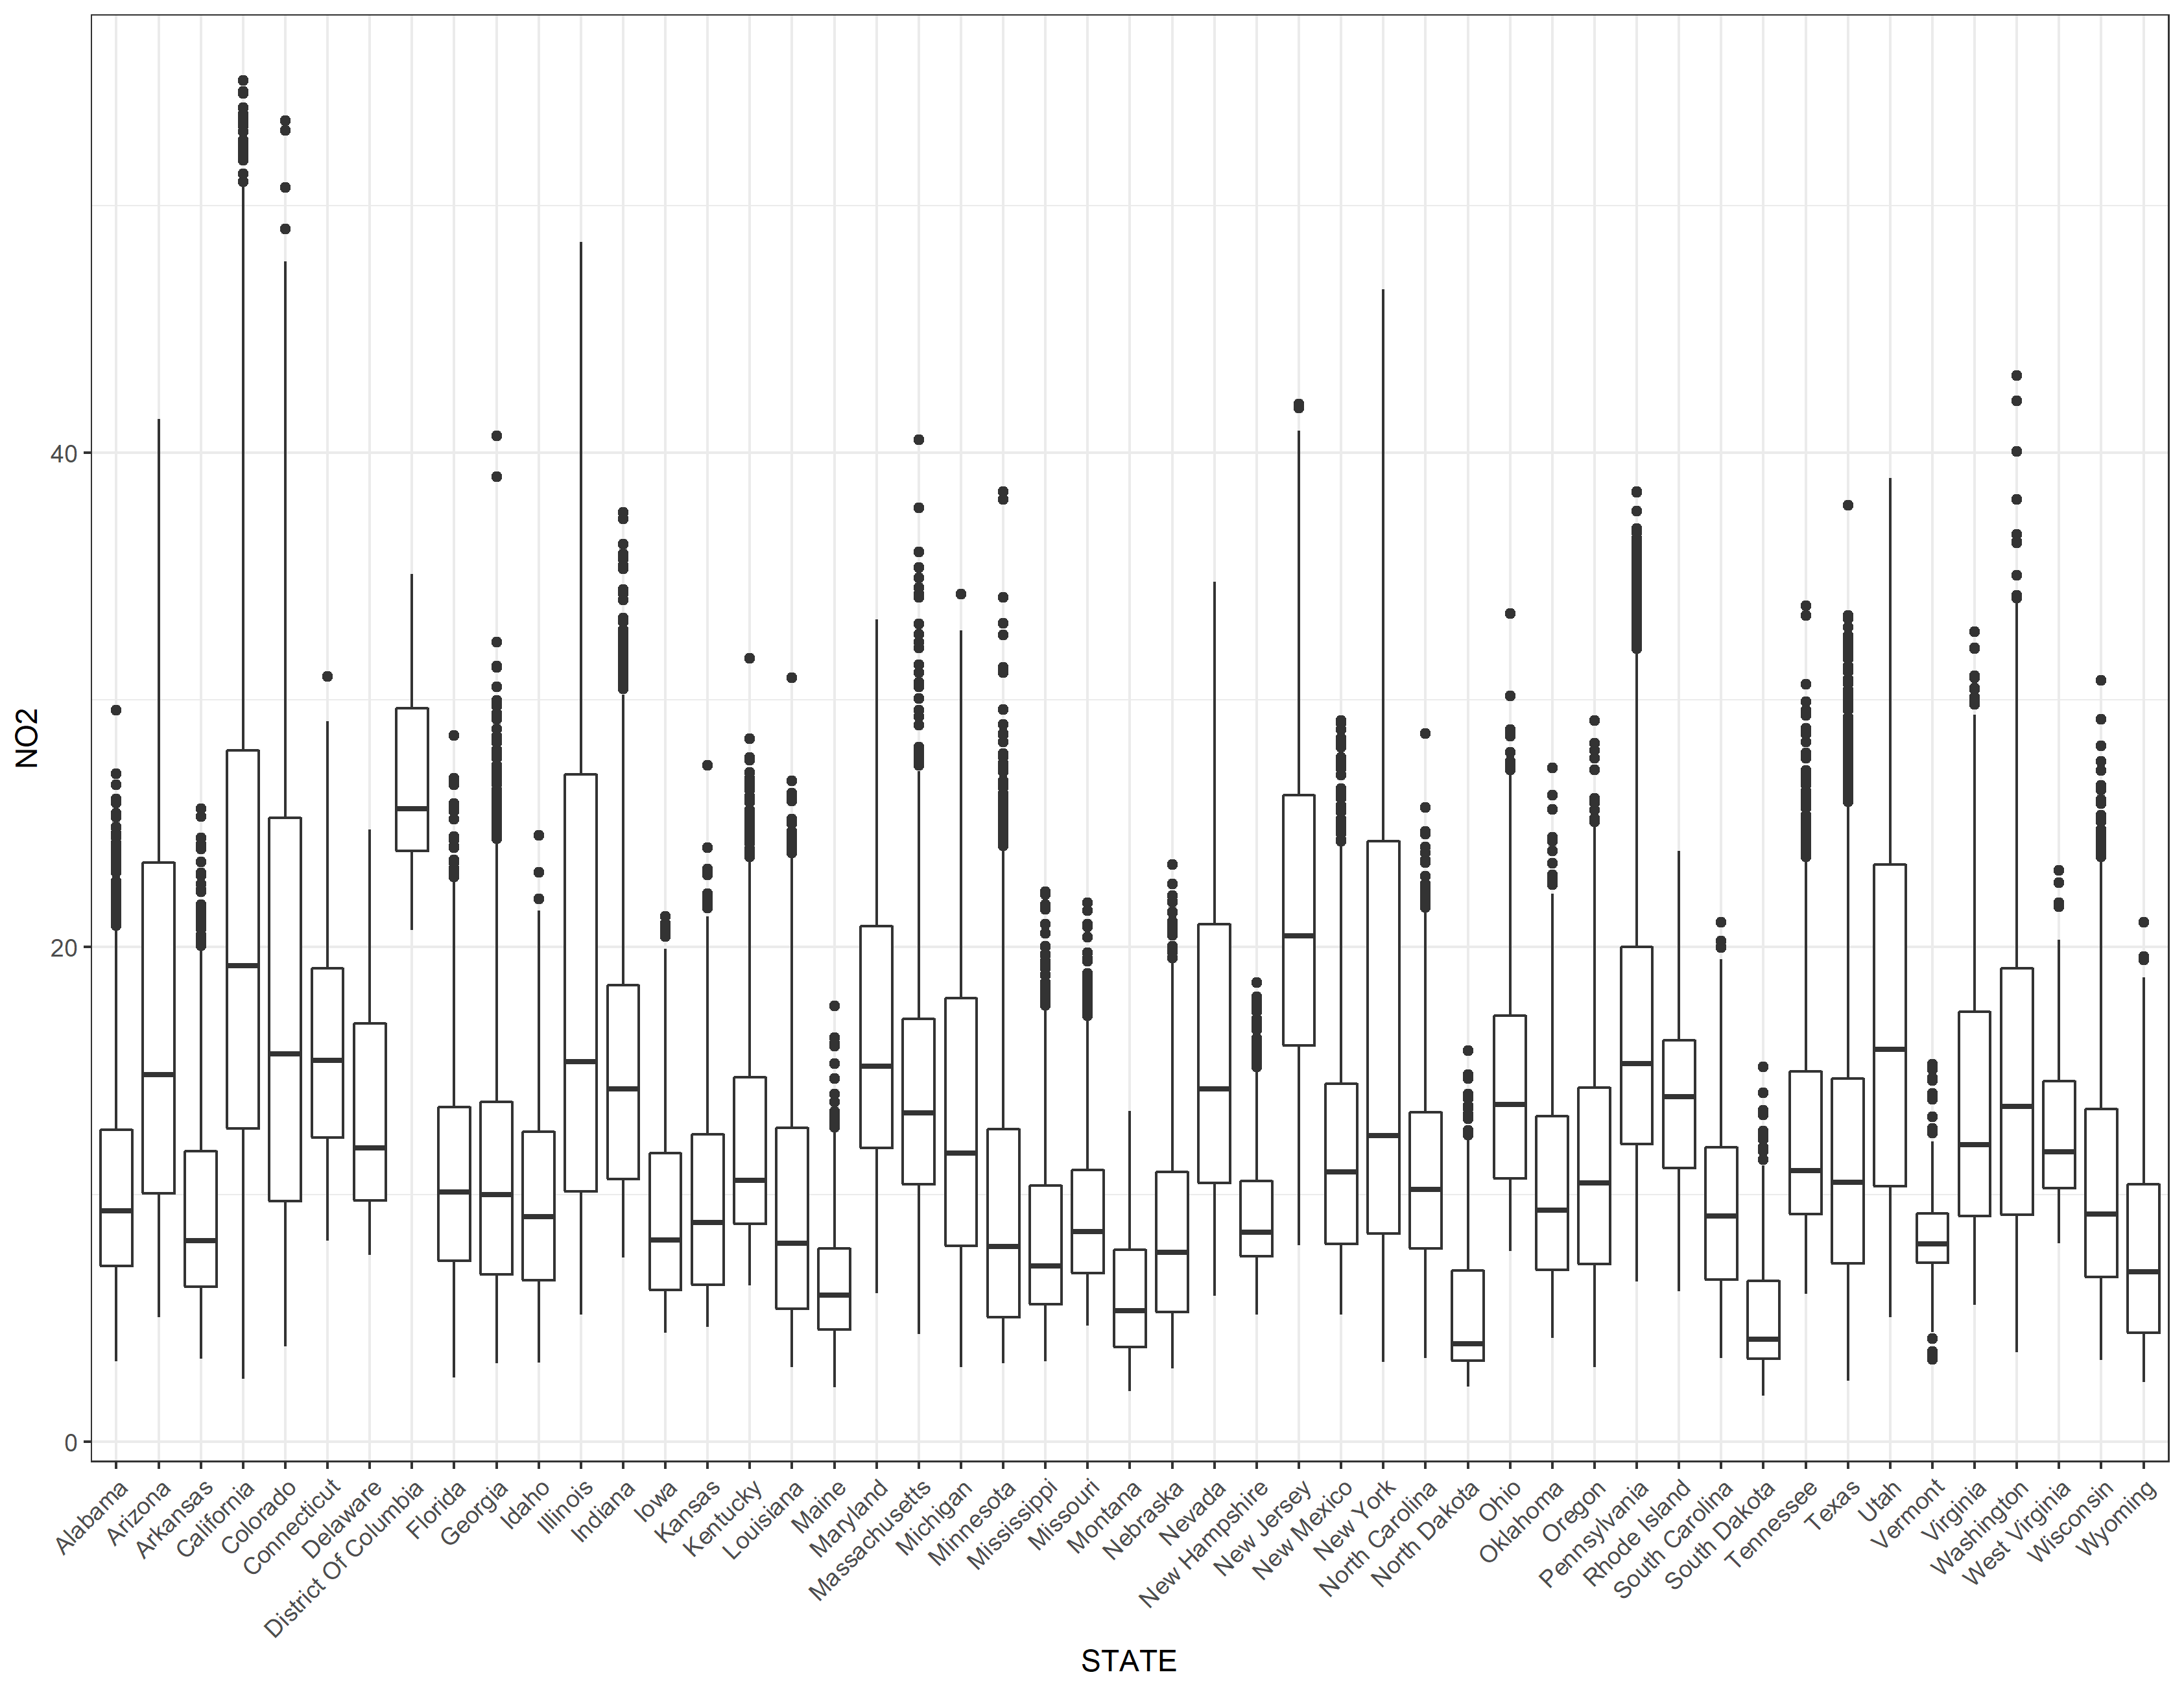 NO2
40
20
0
Alabama
Arizona
Arkansas
California
Colorado
Connecticut
Delaware
District Of Columbia
Florida
Georgia
Idaho
Illinois
Indiana
Iowa
Kansas
Kentucky
Louisiana
Maine
Maryland
Massachusetts
Michigan
Minnesota
Mississippi
Missouri
Montana
Nebraska
Nevada
New Hampshire
New Jersey
New Mexico
New York
North Carolina
North Dakota
Ohio
Oklahoma
Oregon
Pennsylvania
Rhode Island
South Carolina
South Dakota
Tennessee
Texas
Utah
Vermont
Virginia
Washington
West Virginia
Wisconsin
Wyoming
STATE